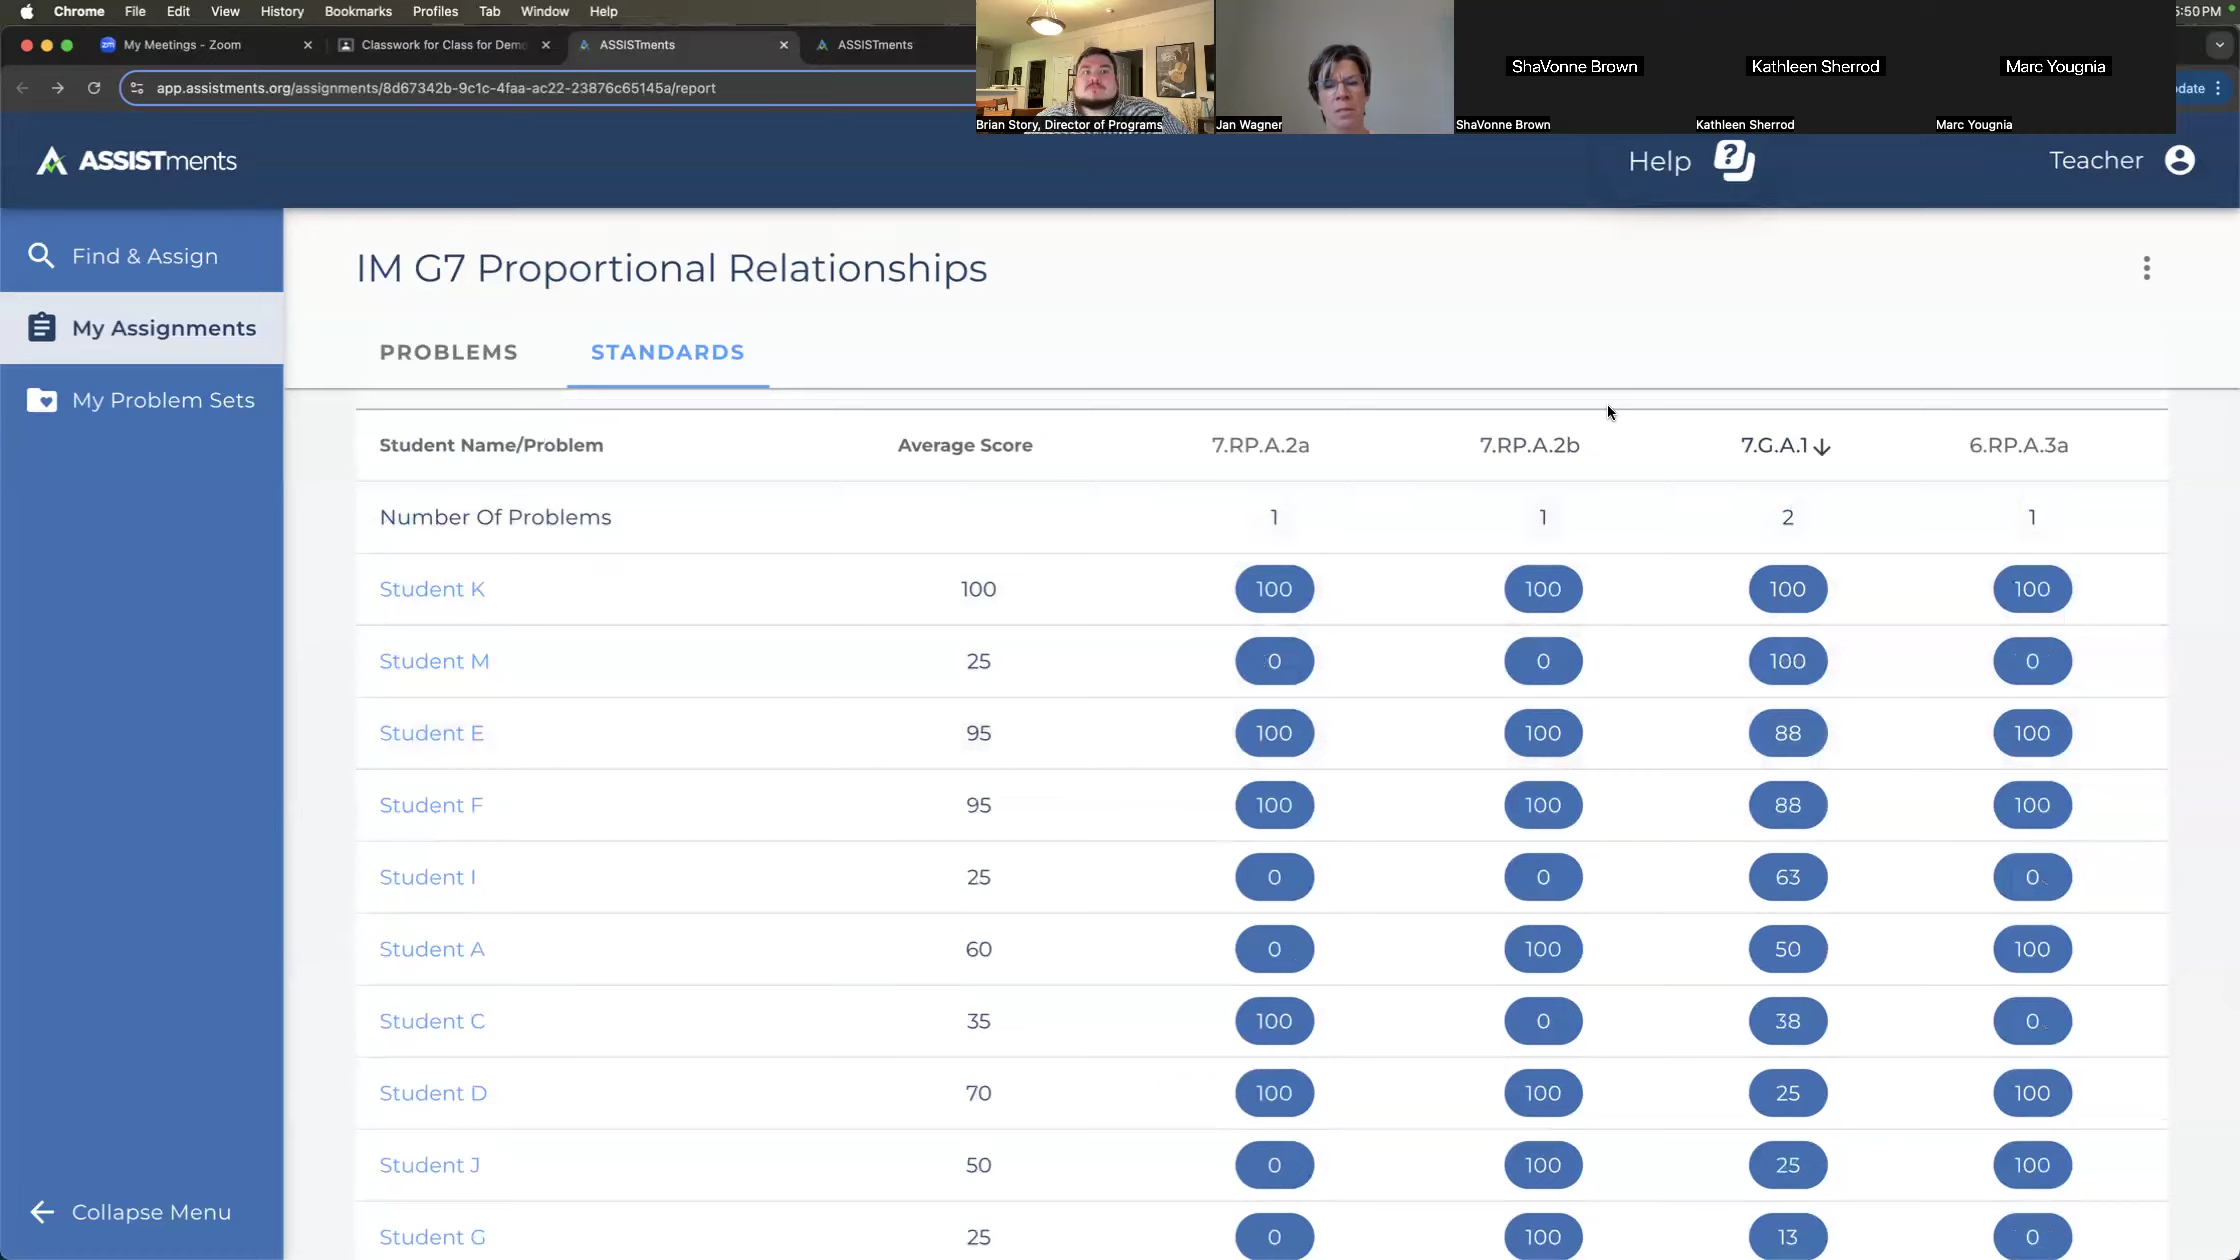 Chrome File Edit View History Bookmarks Profiles Tab Window Help
5:50 PM
zm My Meetings - Zoom
Classwork for Class for Demo
ASSISTments
ASSISTments
app.assistments.org/assignments/8d67342b-9c1c-4faa-ac22-23876c65145a/report
date
Brian Story, Director of Programs
Jan Wagner
ShaVonne Brown
ShaVonne Brown
Kathleen Sherrod
Kathleen Sherrod
Marc Yougnia
Marc Yougnia
ASSISTments
Help
Teacher
Find & Assign
My Assignments
My Problem Sets
Collapse Menu
IM G7 Proportional Relationships
PROBLEMS STANDARDS
Student Name/Problem Average Score 7.RP.A.2a 7.RP.A.2b 7.G.A.1 6.RP.A.3a
Number Of Problems 1 1 2 1
Student K 100 100 100 100 100
Student M 25 0 0 100 0
Student E 95 100 100 88 100
Student F 95 100 100 88 100
Student I 25 0 0 63 0
Student A 60 0 100 50 100
Student C 35 100 0 38 0
Student D 70 100 100 25 100
Student J 50 0 100 25 100
Student G 25 0 100 13 0